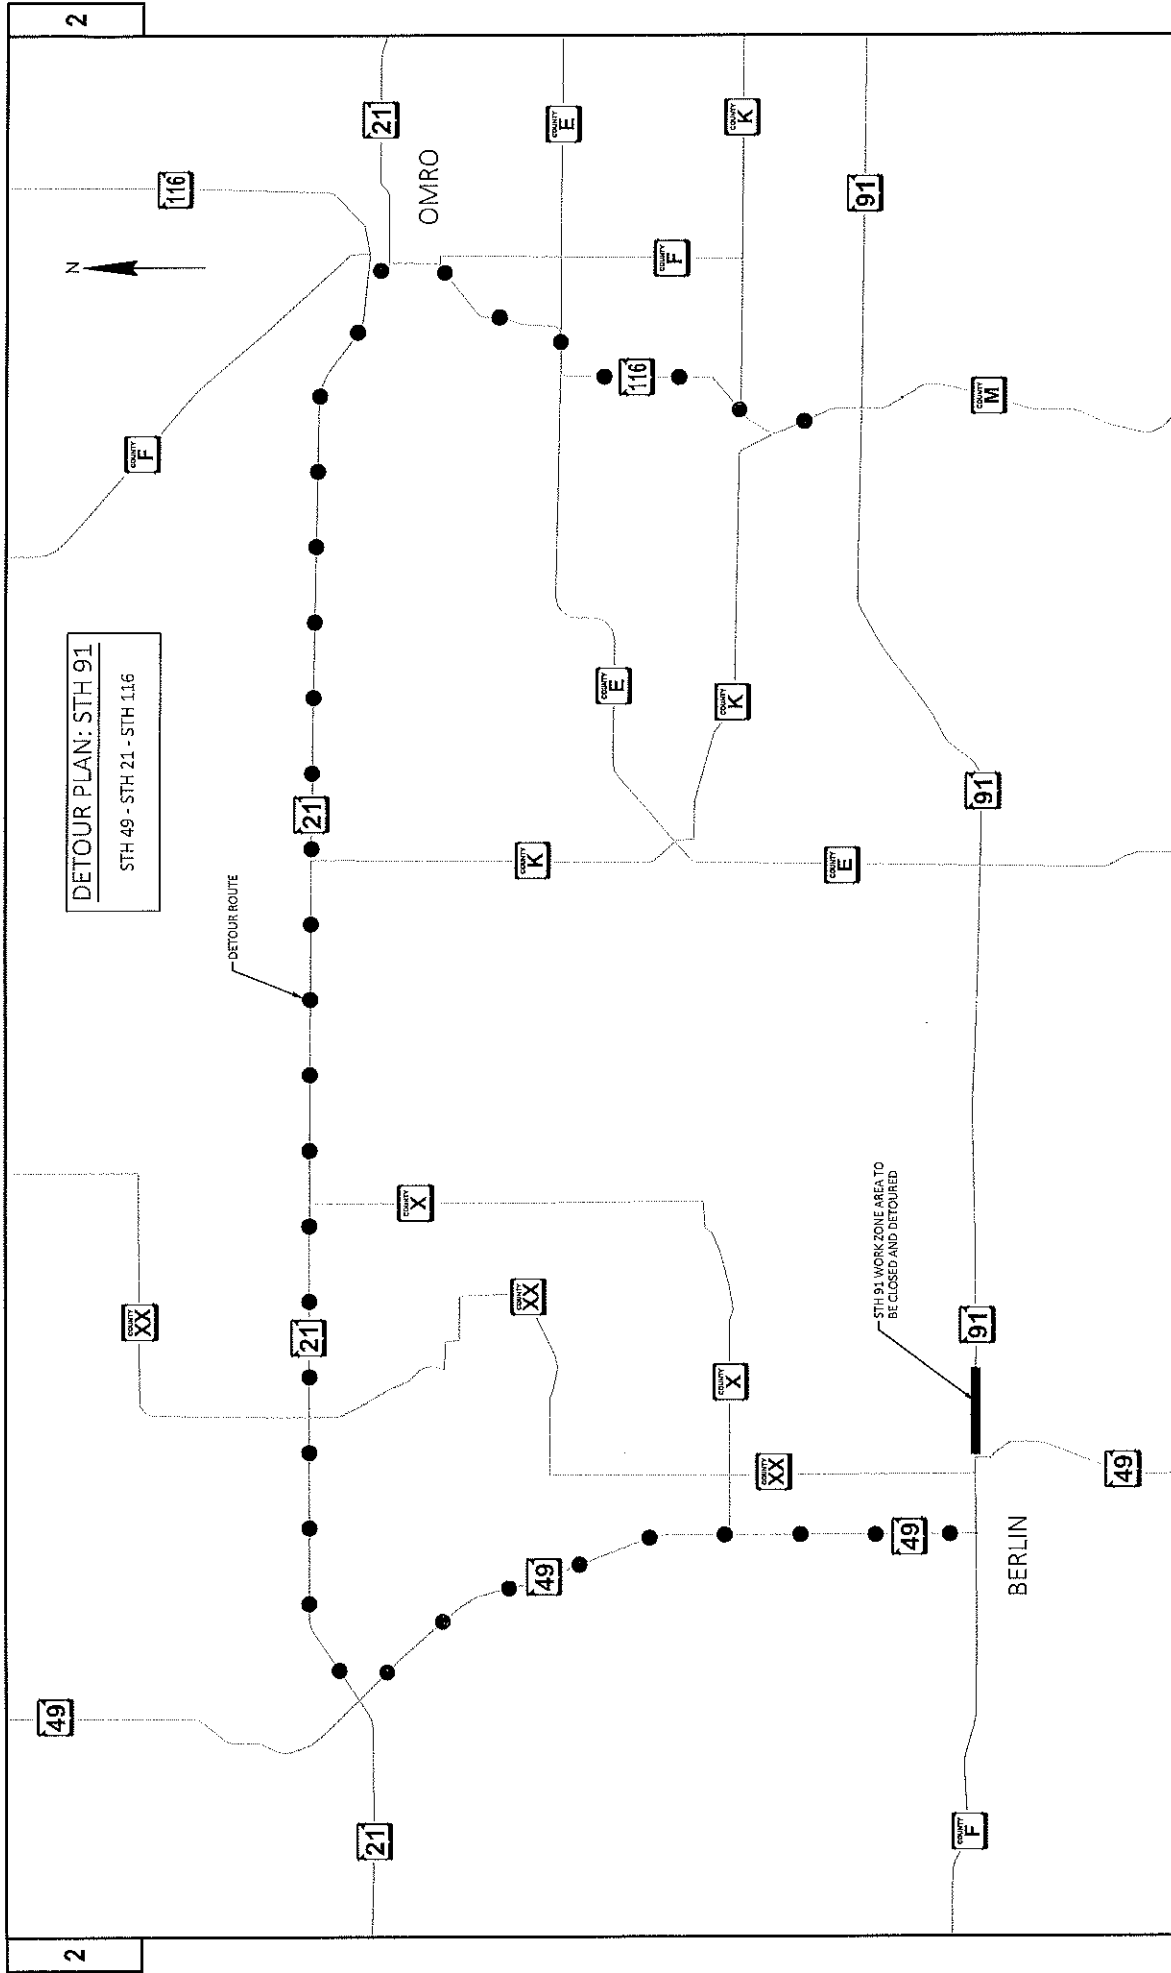 2
2
DETOUR PLAN: STH 91
STH 49 - STH 21 - STH 116
N
49
COUNTY
XX
COUNTY
F
116
DETOUR ROUTE
21
21
21
21
OMRO
COUNTY
X
49
COUNTY
XX
COUNTY
K
COUNTY
E
COUNTY
E
116
COUNTY
F
COUNTY
X
COUNTY
K
COUNTY
K
COUNTY
XX
COUNTY
E
91
STH 91 WORK ZONE AREA TO
BE CLOSED AND DETOURED
49
COUNTY
F
91
91
COUNTY
M
BERLIN
49